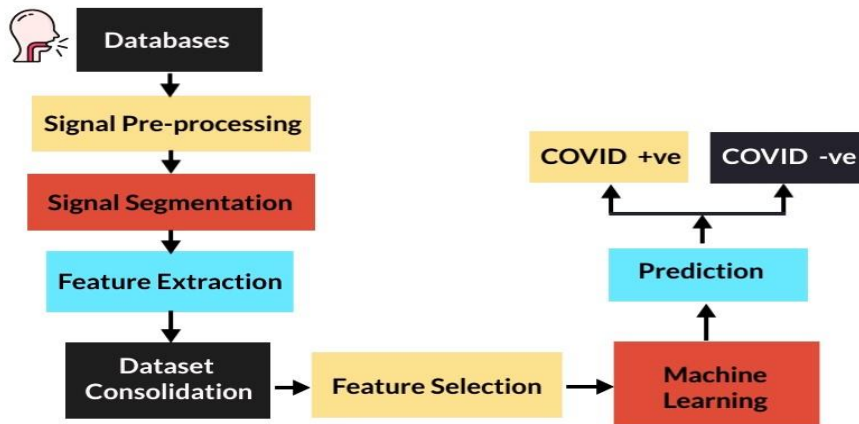 Databases
Signal Pre-processing
Signal Segmentation
Feature Extraction
Dataset
Consolidation
Feature Selection
Machine
Learning
Prediction
COVID +ve
COVID -ve